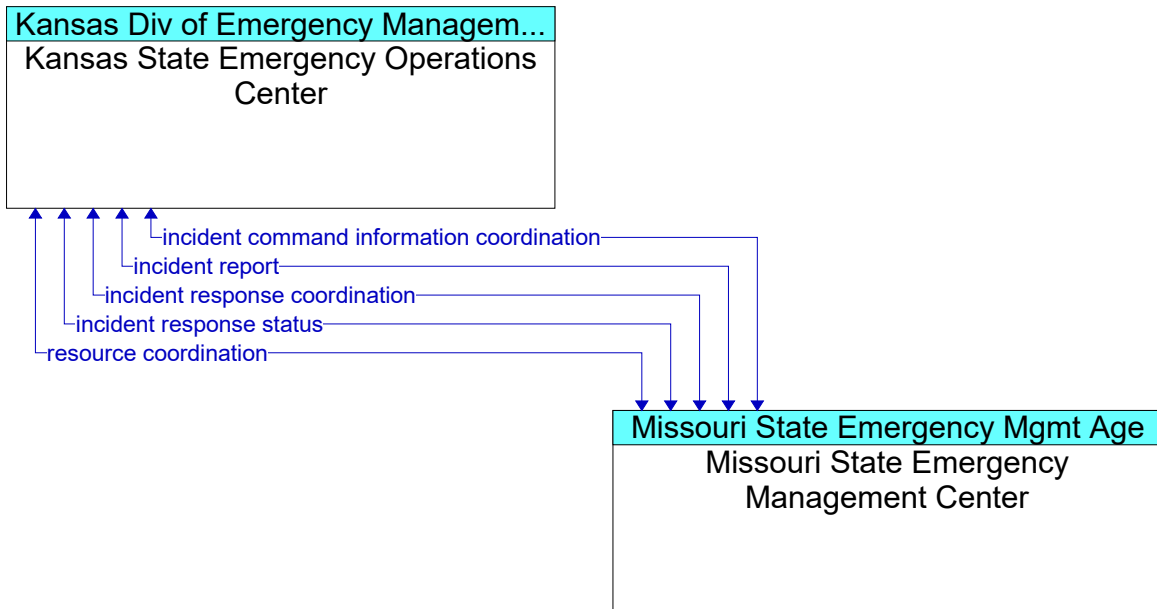 Kansas Div of Emergency Managem...
Kansas State Emergency Operations
Center
incident command information coordination
incident report
incident response coordination
incident response status
resource coordination
Missouri State Emergency Mgmt Age
Missouri State Emergency
Management Center